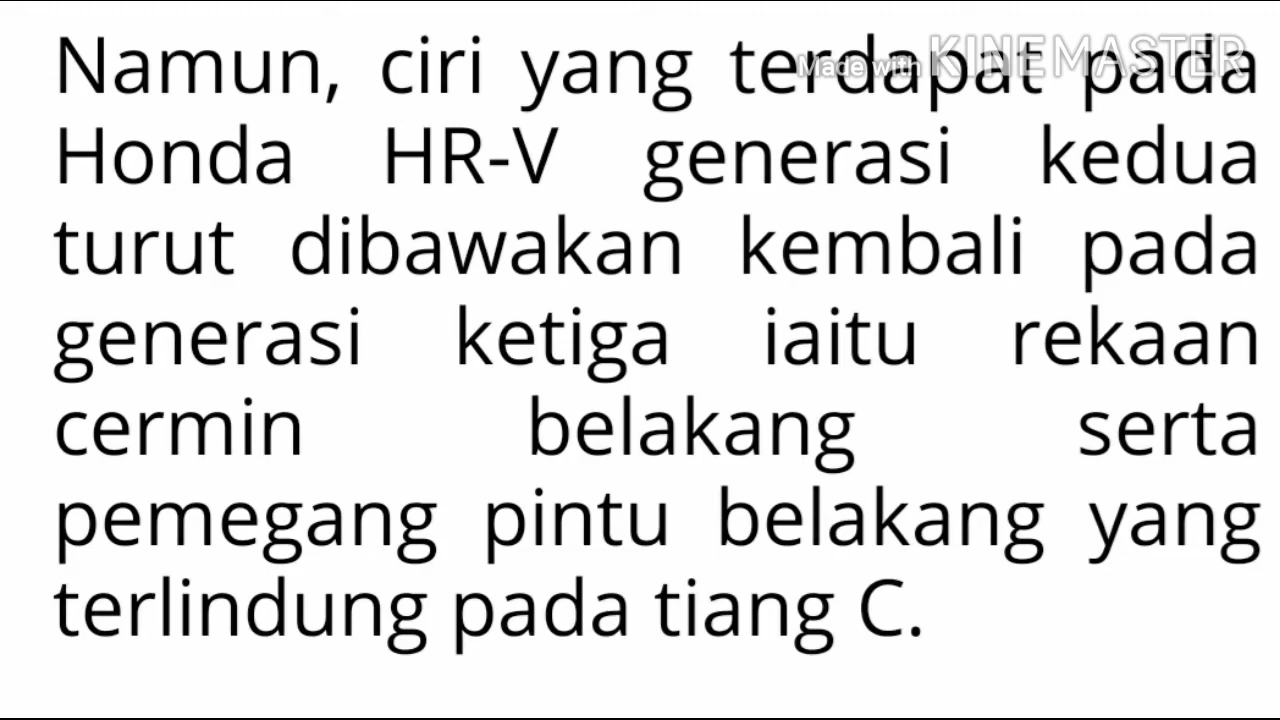 Made with KINEMASTER
Namun, ciri yang terdapat pada
Honda HR-V generasi kedua
turut dibawakan kembali pada
generasi ketiga iaitu rekaan
cermin belakang serta
pemegang pintu belakang yang
terlindung pada tiang C.